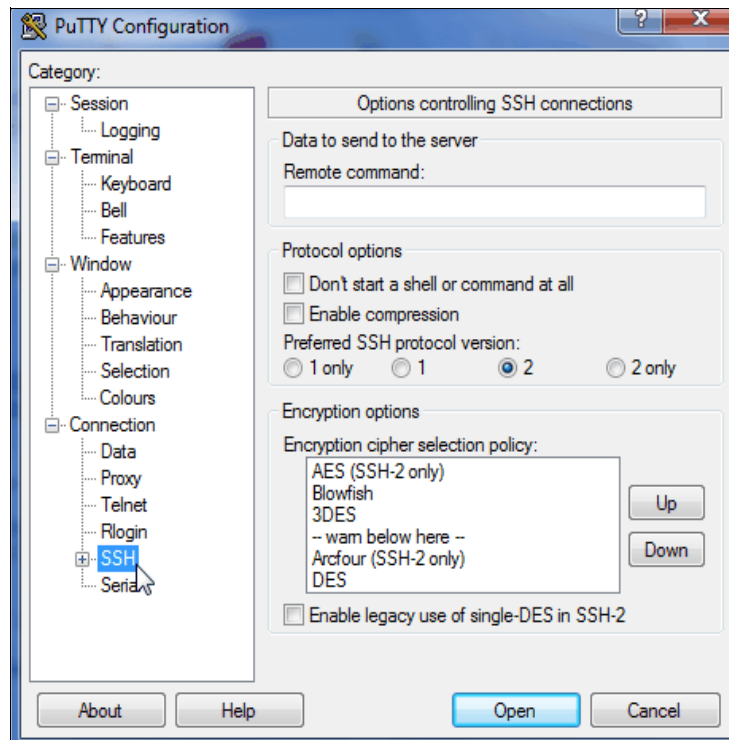 PuTTY Configuration
Category:
Session
Logging
Terminal
Keyboard
Bell
Features
Window
Appearance
Behaviour
Translation
Selection
Colours
Connection
Data
Proxy
Telnet
Rlogin
SSH
Serial
Options controlling SSH connections
Data to send to the server
Remote command:
Protocol options
Don't start a shell or command at all
Enable compression
Preferred SSH protocol version:
1 only 1 2 2 only
Encryption options
Encryption cipher selection policy:
AES (SSH-2 only)
Blowfish
3DES
-- warn below here --
Arcfour (SSH-2 only)
DES
Up
Down
Enable legacy use of single-DES in SSH-2
About Help Open Cancel